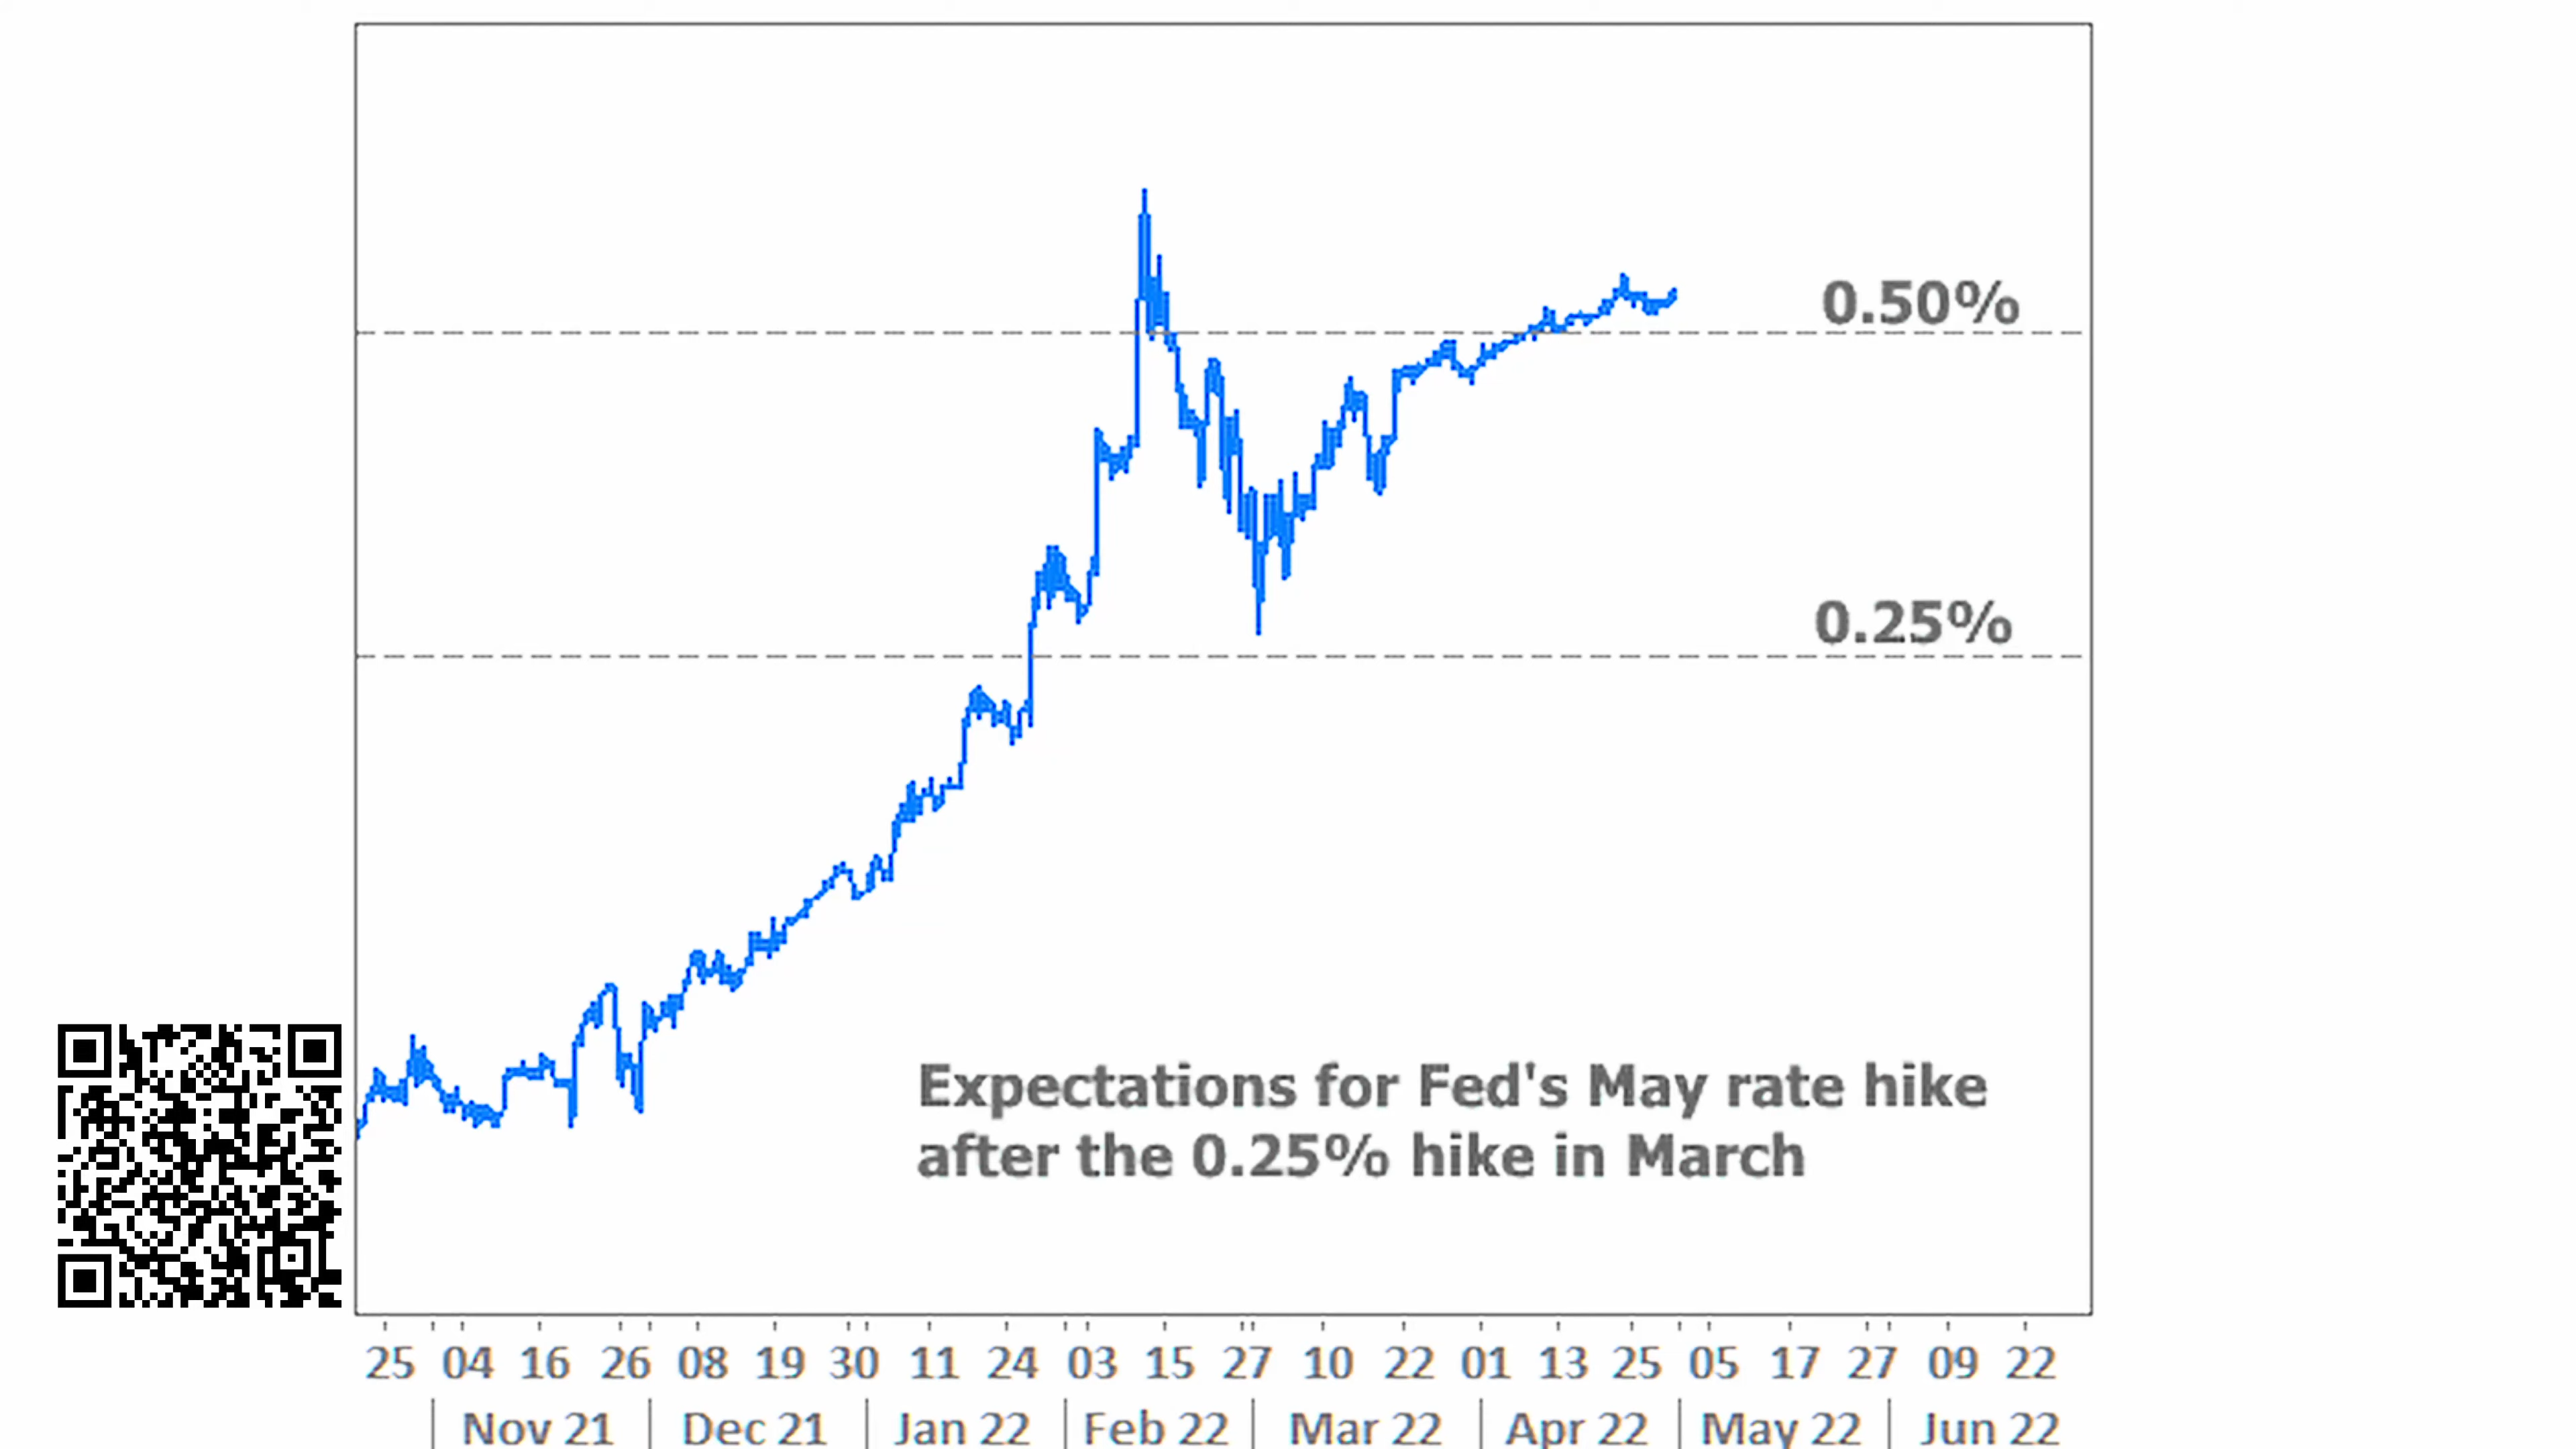 0.50%
0.25%
Expectations for Fed's May rate hike
after the 0.25% hike in March
25 04 16 26 08 19 30 11 24 03 15 27 10 22 01 13 25 05 17 27 09 22
Nov 21 Dec 21 Jan 22 Feb 22 Mar 22 Apr 22 May 22 Jun 22